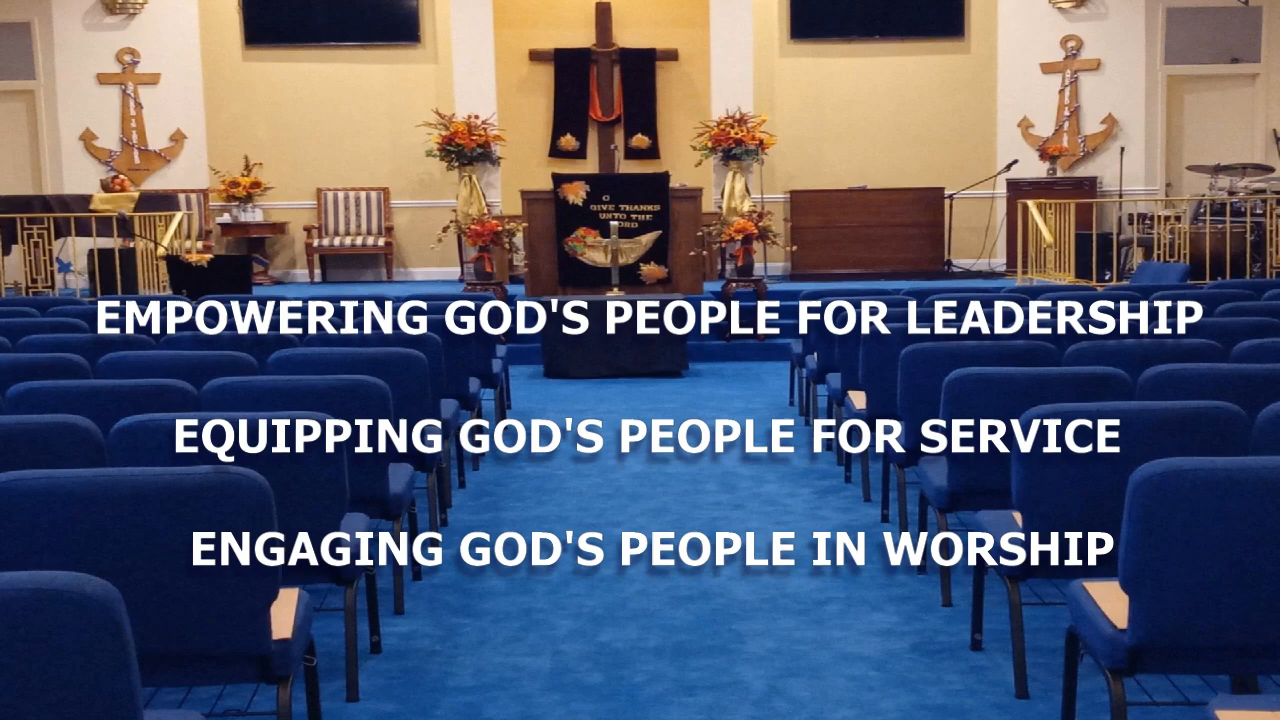 O
GIVE THANKS
UNTO THE
LORD
EMPOWERING GOD'S PEOPLE FOR LEADERSHIP
EQUIPPING GOD'S PEOPLE FOR SERVICE
ENGAGING GOD'S PEOPLE IN WORSHIP